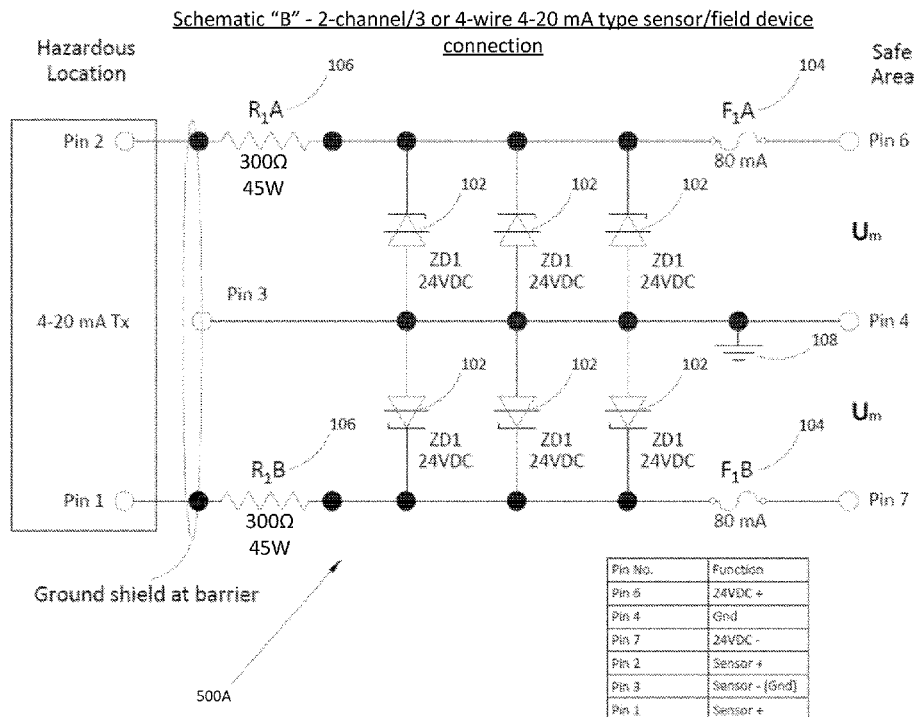 Schematic “B” - 2-channel/3 or 4-wire 4-20 mA type sensor/field device
connection
Hazardous
Location
Safe
Area
106
104
R₁A
F₁A
Pin 2
Pin 6
300Ω
45W
80 mA
102
102
102
Uₘ
ZD1
24VDC
ZD1
24VDC
ZD1
24VDC
Pin 3
4-20 mA Tx
Pin 4
108
102
102
102
Uₘ
106
104
ZD1
24VDC
ZD1
24VDC
ZD1
24VDC
R₁B
F₁B
Pin 1
Pin 7
300Ω
45W
80 mA
Ground shield at barrier
500A
Pin No. Function
Pin 6 24VDC +
Pin 4 Gnd
Pin 7 24VDC -
Pin 2 Sensor +
Pin 3 Sensor - (Gnd)
Pin 1 Sensor +